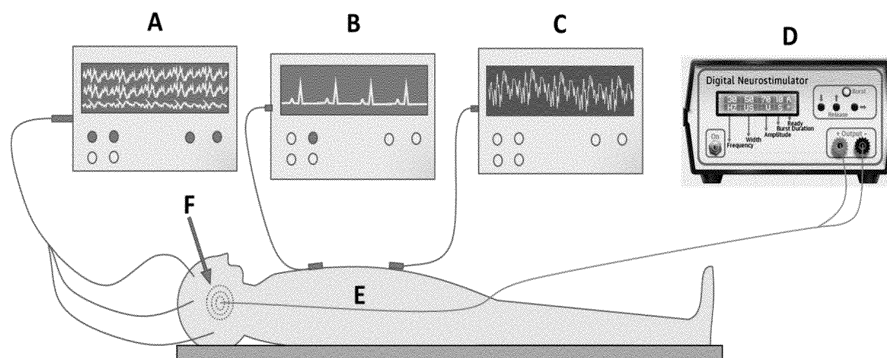 A
B
C
D
Digital Neurostimulator
Burst
Release
Ready
Burst Duration
Amplitude
Width
Frequency
On
+ Output -
F
E